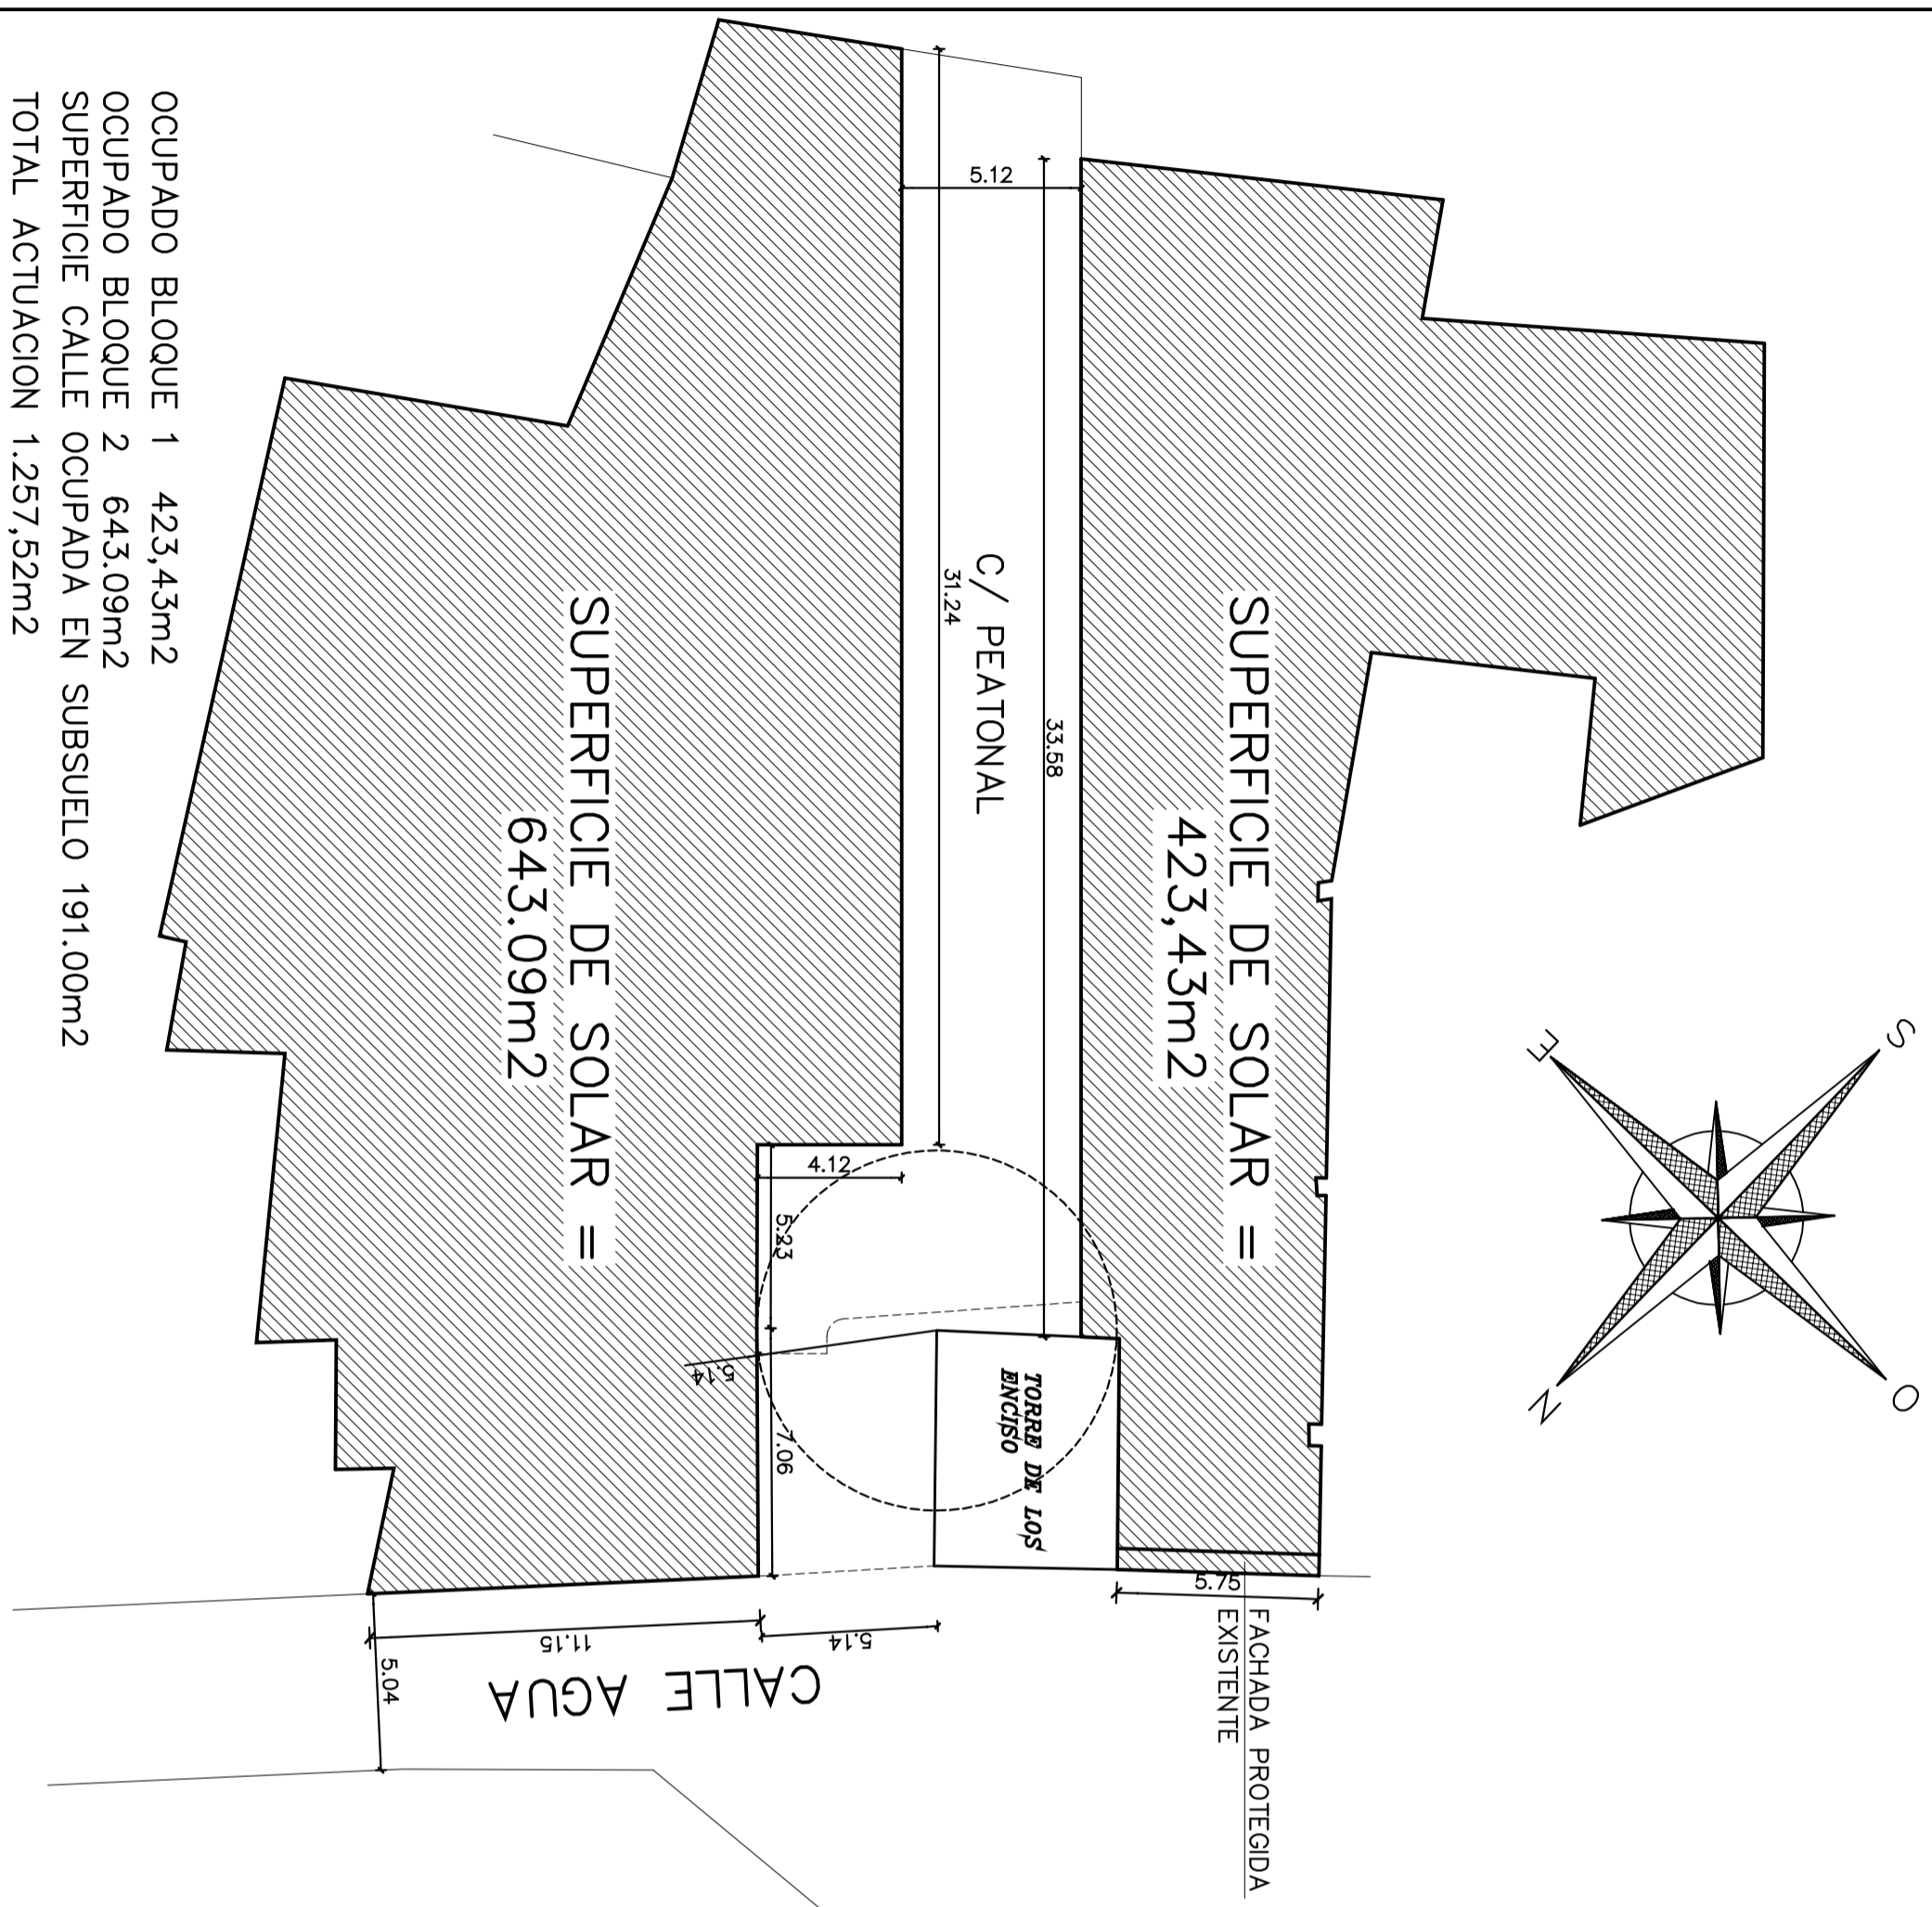 OCUPADO BLOQUE 1 423,43m2
OCUPADO BLOQUE 2 643.09m2
SUPERFICIE CALLE OCUPADA EN SUBSUELO 191.00m2
TOTAL ACTUACION 1.257,52m2
SUPERFICIE DE SOLAR =
423,43m2
SUPERFICIE DE SOLAR =
643.09m2
C/ PEATONAL
31.24
33.58
5.12
4.12
5.23
5.14
7.06
TORRE DE LOS
ENCISO
5.75
FACHADA PROTEGIDA
EXISTENTE
5.14
11.15
5.04
CALLE AGUA
S
E
O
N